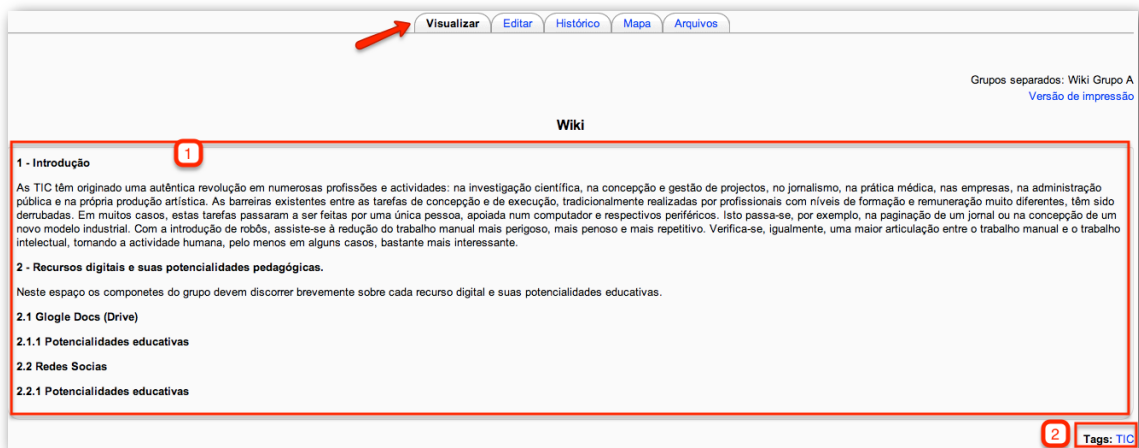 Visualizar Editar Histórico Mapa Arquivos
Grupos separados: Wiki Grupo A
Versão de impressão
Wiki
1
1 - Introdução
As TIC têm originado uma autêntica revolução em numerosas profissões e actividades: na investigação científica, na concepção e gestão de projectos, no jornalismo, na prática médica, nas empresas, na administração
pública e na própria produção artística. As barreiras existentes entre as tarefas de concepção e de execução, tradicionalmente realizadas por profissionais com níveis de formação e remuneração muito diferentes, têm sido
derrubadas. Em muitos casos, estas tarefas passaram a ser feitas por uma única pessoa, apoiada num computador e respectivos periféricos. Isto passa-se, por exemplo, na paginação de um jornal ou na concepção de um
novo modelo industrial. Com a introdução de robôs, assiste-se à redução do trabalho manual mais perigoso, mais penoso e mais repetitivo. Verifica-se, igualmente, uma maior articulação entre o trabalho manual e o trabalho
intelectual, tornando a actividade humana, pelo menos em alguns casos, bastante mais interessante.
2 - Recursos digitais e suas potencialidades pedagógicas.
Neste espaço os componetes do grupo devem discorrer brevemente sobre cada recurso digital e suas potencialidades educativas.
2.1 Glogle Docs (Drive)
2.1.1 Potencialidades educativas
2.2 Redes Socias
2.2.1 Potencialidades educativas
2
Tags: TIC